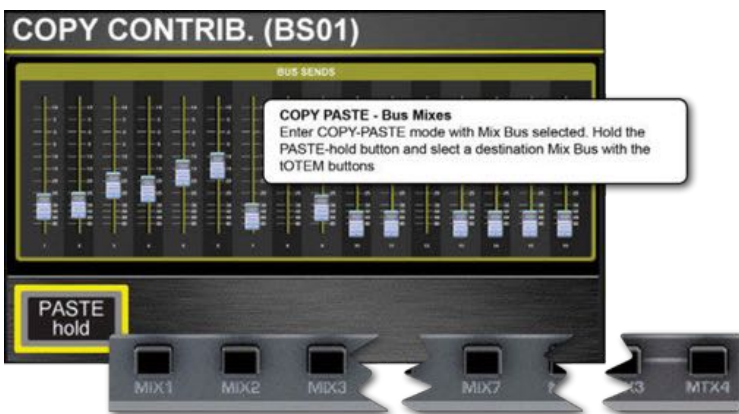 COPY CONTRIB. (BS01)
BUS SENDS
COPY PASTE - Bus Mixes
Enter COPY-PASTE mode with Mix Bus selected. Hold the
PASTE-hold button and slect a destination Mix Bus with the
tOTEM buttons
PASTE
hold
MIX1 MIX2 MIX3 MIX7 MTX4